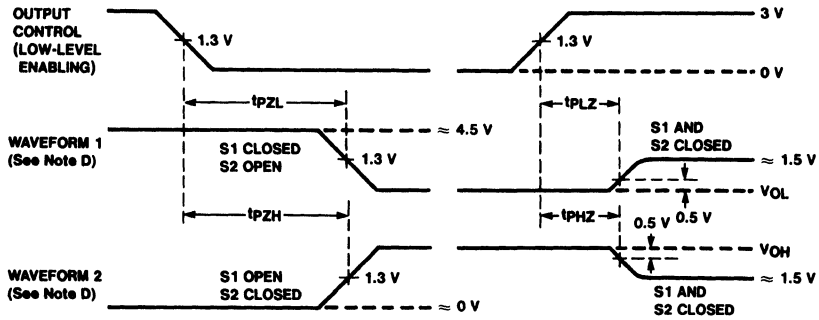 OUTPUT
CONTROL
(LOW-LEVEL
ENABLING)
1.3 V
1.3 V
3 V
0 V
tPZL
tPLZ
WAVEFORM 1
(See Note D)
S1 CLOSED
S2 OPEN
1.3 V
≈ 4.5 V
S1 AND
S2 CLOSED
≈ 1.5 V
VOL
0.5 V
tPZH
tPHZ
0.5 V
VOH
WAVEFORM 2
(See Note D)
S1 OPEN
S2 CLOSED
1.3 V
≈ 0 V
≈ 1.5 V
S1 AND
S2 CLOSED